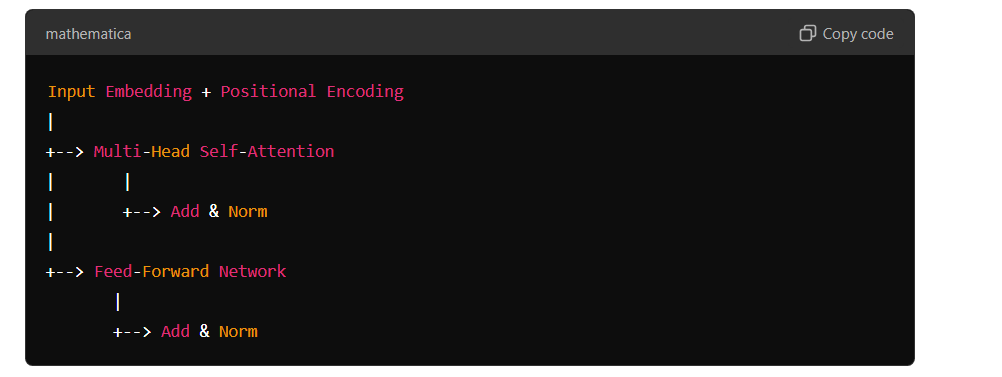 mathematica
Copy code
Input Embedding + Positional Encoding
|
+--> Multi-Head Self-Attention
|       |
|       +--> Add & Norm
|
+--> Feed-Forward Network
       |
       +--> Add & Norm